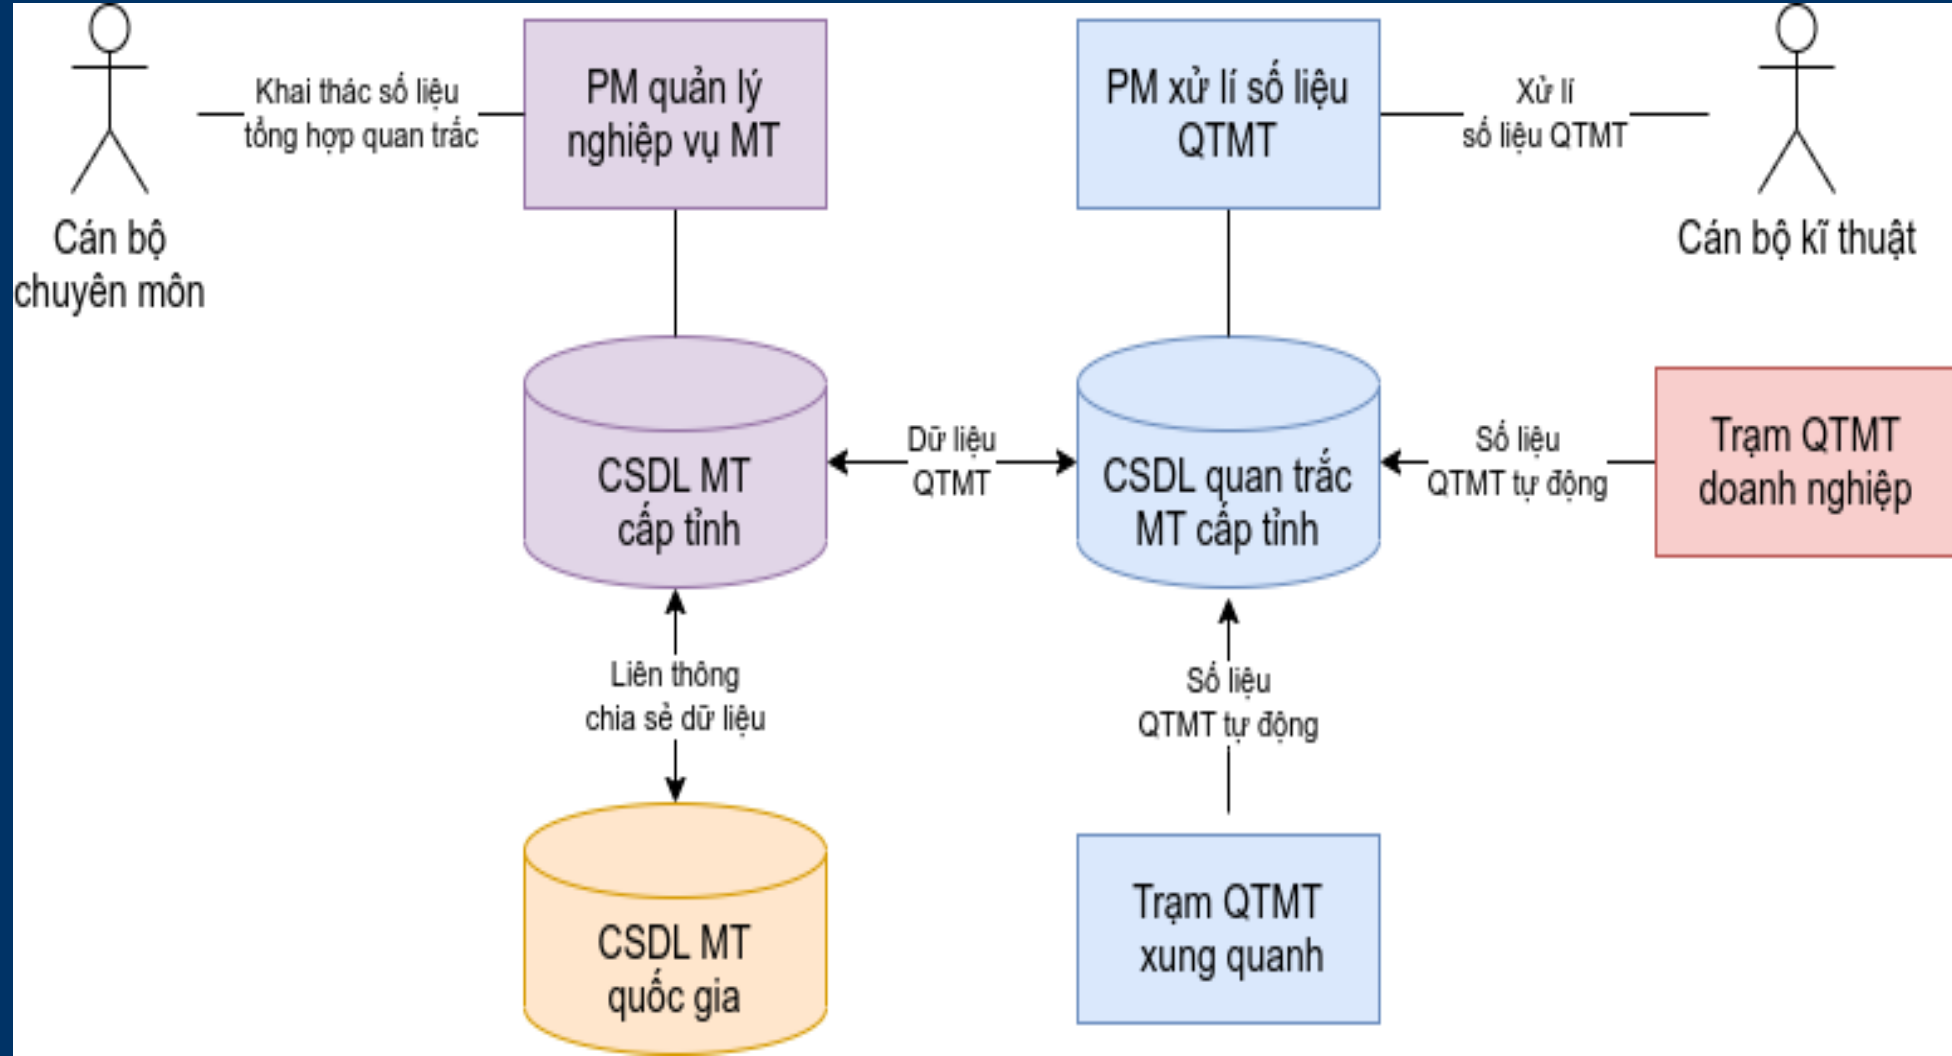 Khai thác số liệu
tổng hợp quan trắc
PM quản lý
nghiệp vụ MT
PM xử lí số liệu
QTMT
Xử lí
số liệu QTMT
Cán bộ
chuyên môn
Cán bộ kĩ thuật
CSDL MT
cấp tỉnh
Dữ liệu
QTMT
CSDL quan trắc
MT cấp tỉnh
Số liệu
QTMT tự động
Trạm QTMT
doanh nghiệp
Liên thông
chia sẻ dữ liệu
Số liệu
QTMT tự động
CSDL MT
quốc gia
Trạm QTMT
xung quanh